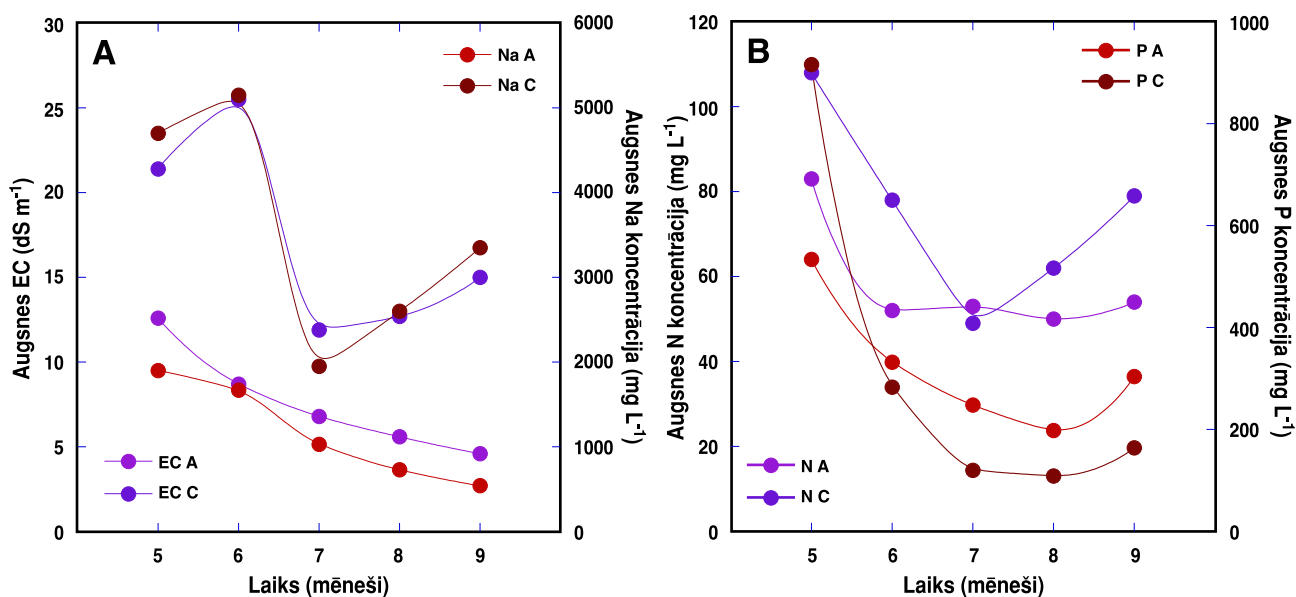 A
30
25
20
15
10
5
0
Augsnes EC (dS m-1)
6000
5000
4000
3000
2000
1000
0
Augsnes Na koncentrācija (mg L-1)
Na A
Na C
EC A
EC C
5 6 7 8 9
Laiks (mēneši)
B
120
100
80
60
40
20
0
Augsnes N koncentrācija (mg L-1)
1000
800
600
400
200
0
Augsnes P koncentrācija (mg L-1)
P A
P C
N A
N C
5 6 7 8 9
Laiks (mēneši)